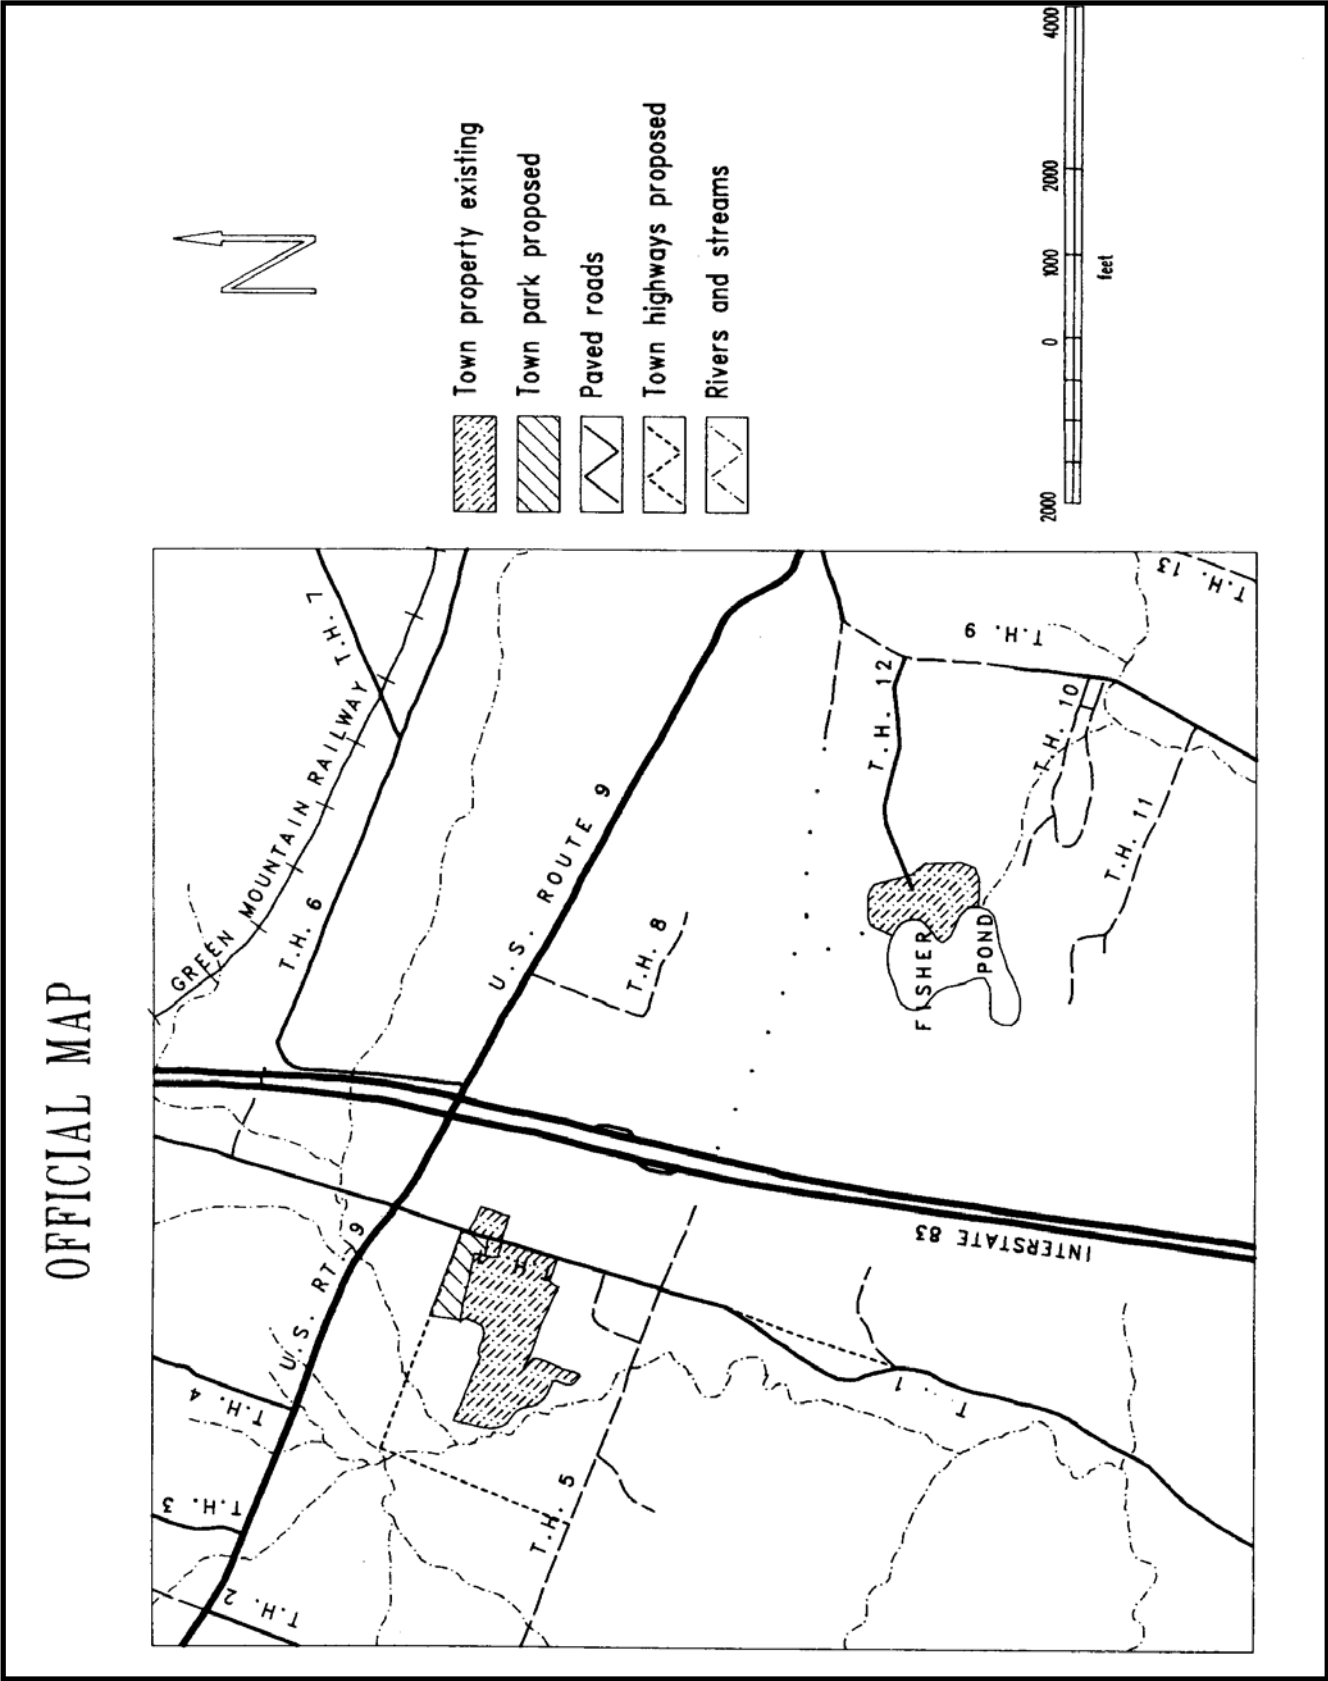 OFFICIAL MAP
N
Town property existing
Town park proposed
Paved roads
Town highways proposed
Rivers and streams
2000 0 1000 2000 4000
feet
GREEN MOUNTAIN RAILWAY
T.H. 7
T.H. 6
U.S. ROUTE 9
T.H. 8
T.H. 12
T.H. 9
T.H. 13
T.H. 10
T.H. 11
FISHER
POND
INTERSTATE 83
U.S. RT. 9
T.H. 4
T.H. 3
T.H. 2
T.H. 5
T. . 1